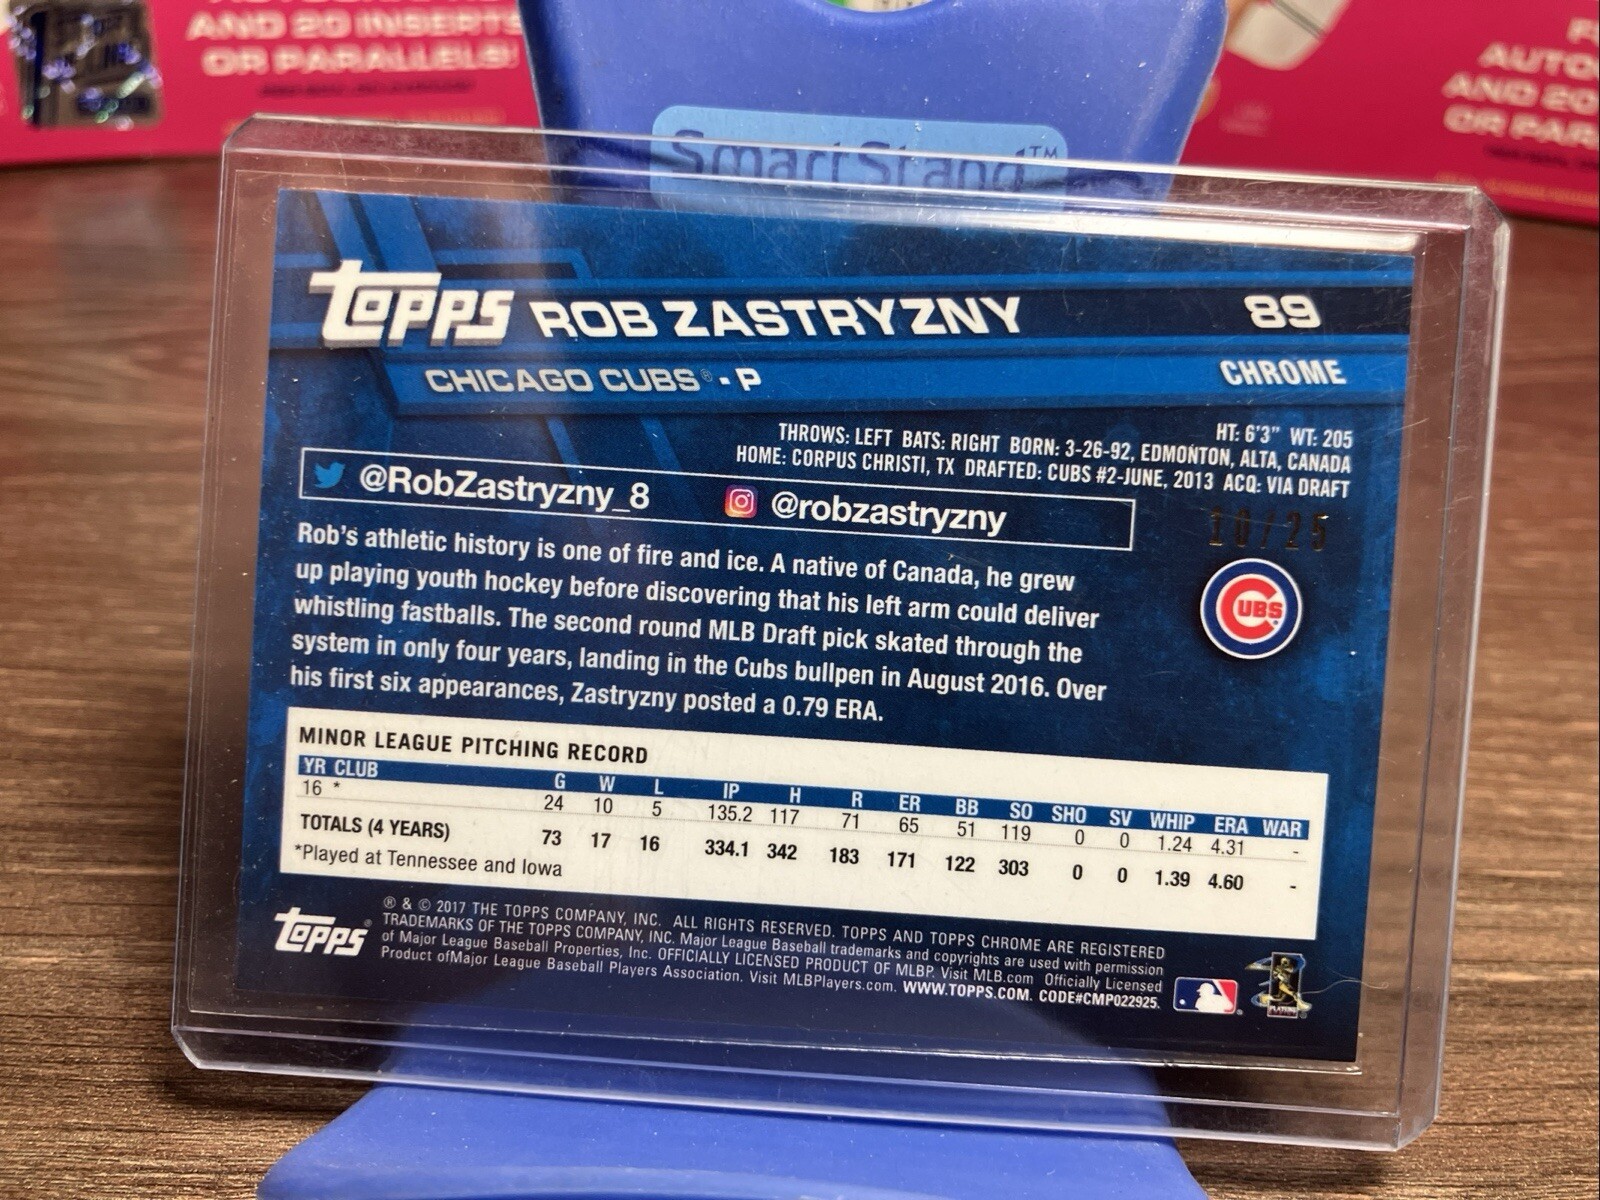 AND 20 INSERTS
OR PARALLELS!
AND 20
SmartStand™
TOPPS ROB ZASTRYZNY 89
CHICAGO CUBS® • P CHROME
HT: 6'3" WT: 205
THROWS: LEFT BATS: RIGHT BORN: 3-26-92, EDMONTON, ALTA, CANADA
HOME: CORPUS CHRISTI, TX DRAFTED: CUBS #2-JUNE, 2013 ACQ: VIA DRAFT
@RobZastryzny_8 @robzastryzny
10/25
CUBS
Rob's athletic history is one of fire and ice. A native of Canada, he grew
up playing youth hockey before discovering that his left arm could deliver
whistling fastballs. The second round MLB Draft pick skated through the
system in only four years, landing in the Cubs bullpen in August 2016. Over
his first six appearances, Zastryzny posted a 0.79 ERA.
MINOR LEAGUE PITCHING RECORD
YR CLUB G W L IP H R ER BB SO SHO SV WHIP ERA WAR
16 * 24 10 5 135.2 117 71 65 51 119 0 0 1.24 4.31 -
TOTALS (4 YEARS) 73 17 16 334.1 342 183 171 122 303 0 0 1.39 4.60 -
*Played at Tennessee and Iowa
TOPPS®
® & © 2017 THE TOPPS COMPANY, INC. ALL RIGHTS RESERVED. TOPPS AND TOPPS CHROME ARE REGISTERED
TRADEMARKS OF THE TOPPS COMPANY, INC. Major League Baseball trademarks and copyrights are used with permission
of Major League Baseball Properties, Inc. OFFICIALLY LICENSED PRODUCT OF MLBP. Visit MLB.com Officially Licensed
Product ofMajor League Baseball Players Association. Visit MLBPlayers.com. WWW.TOPPS.COM. CODE#CMP022925.